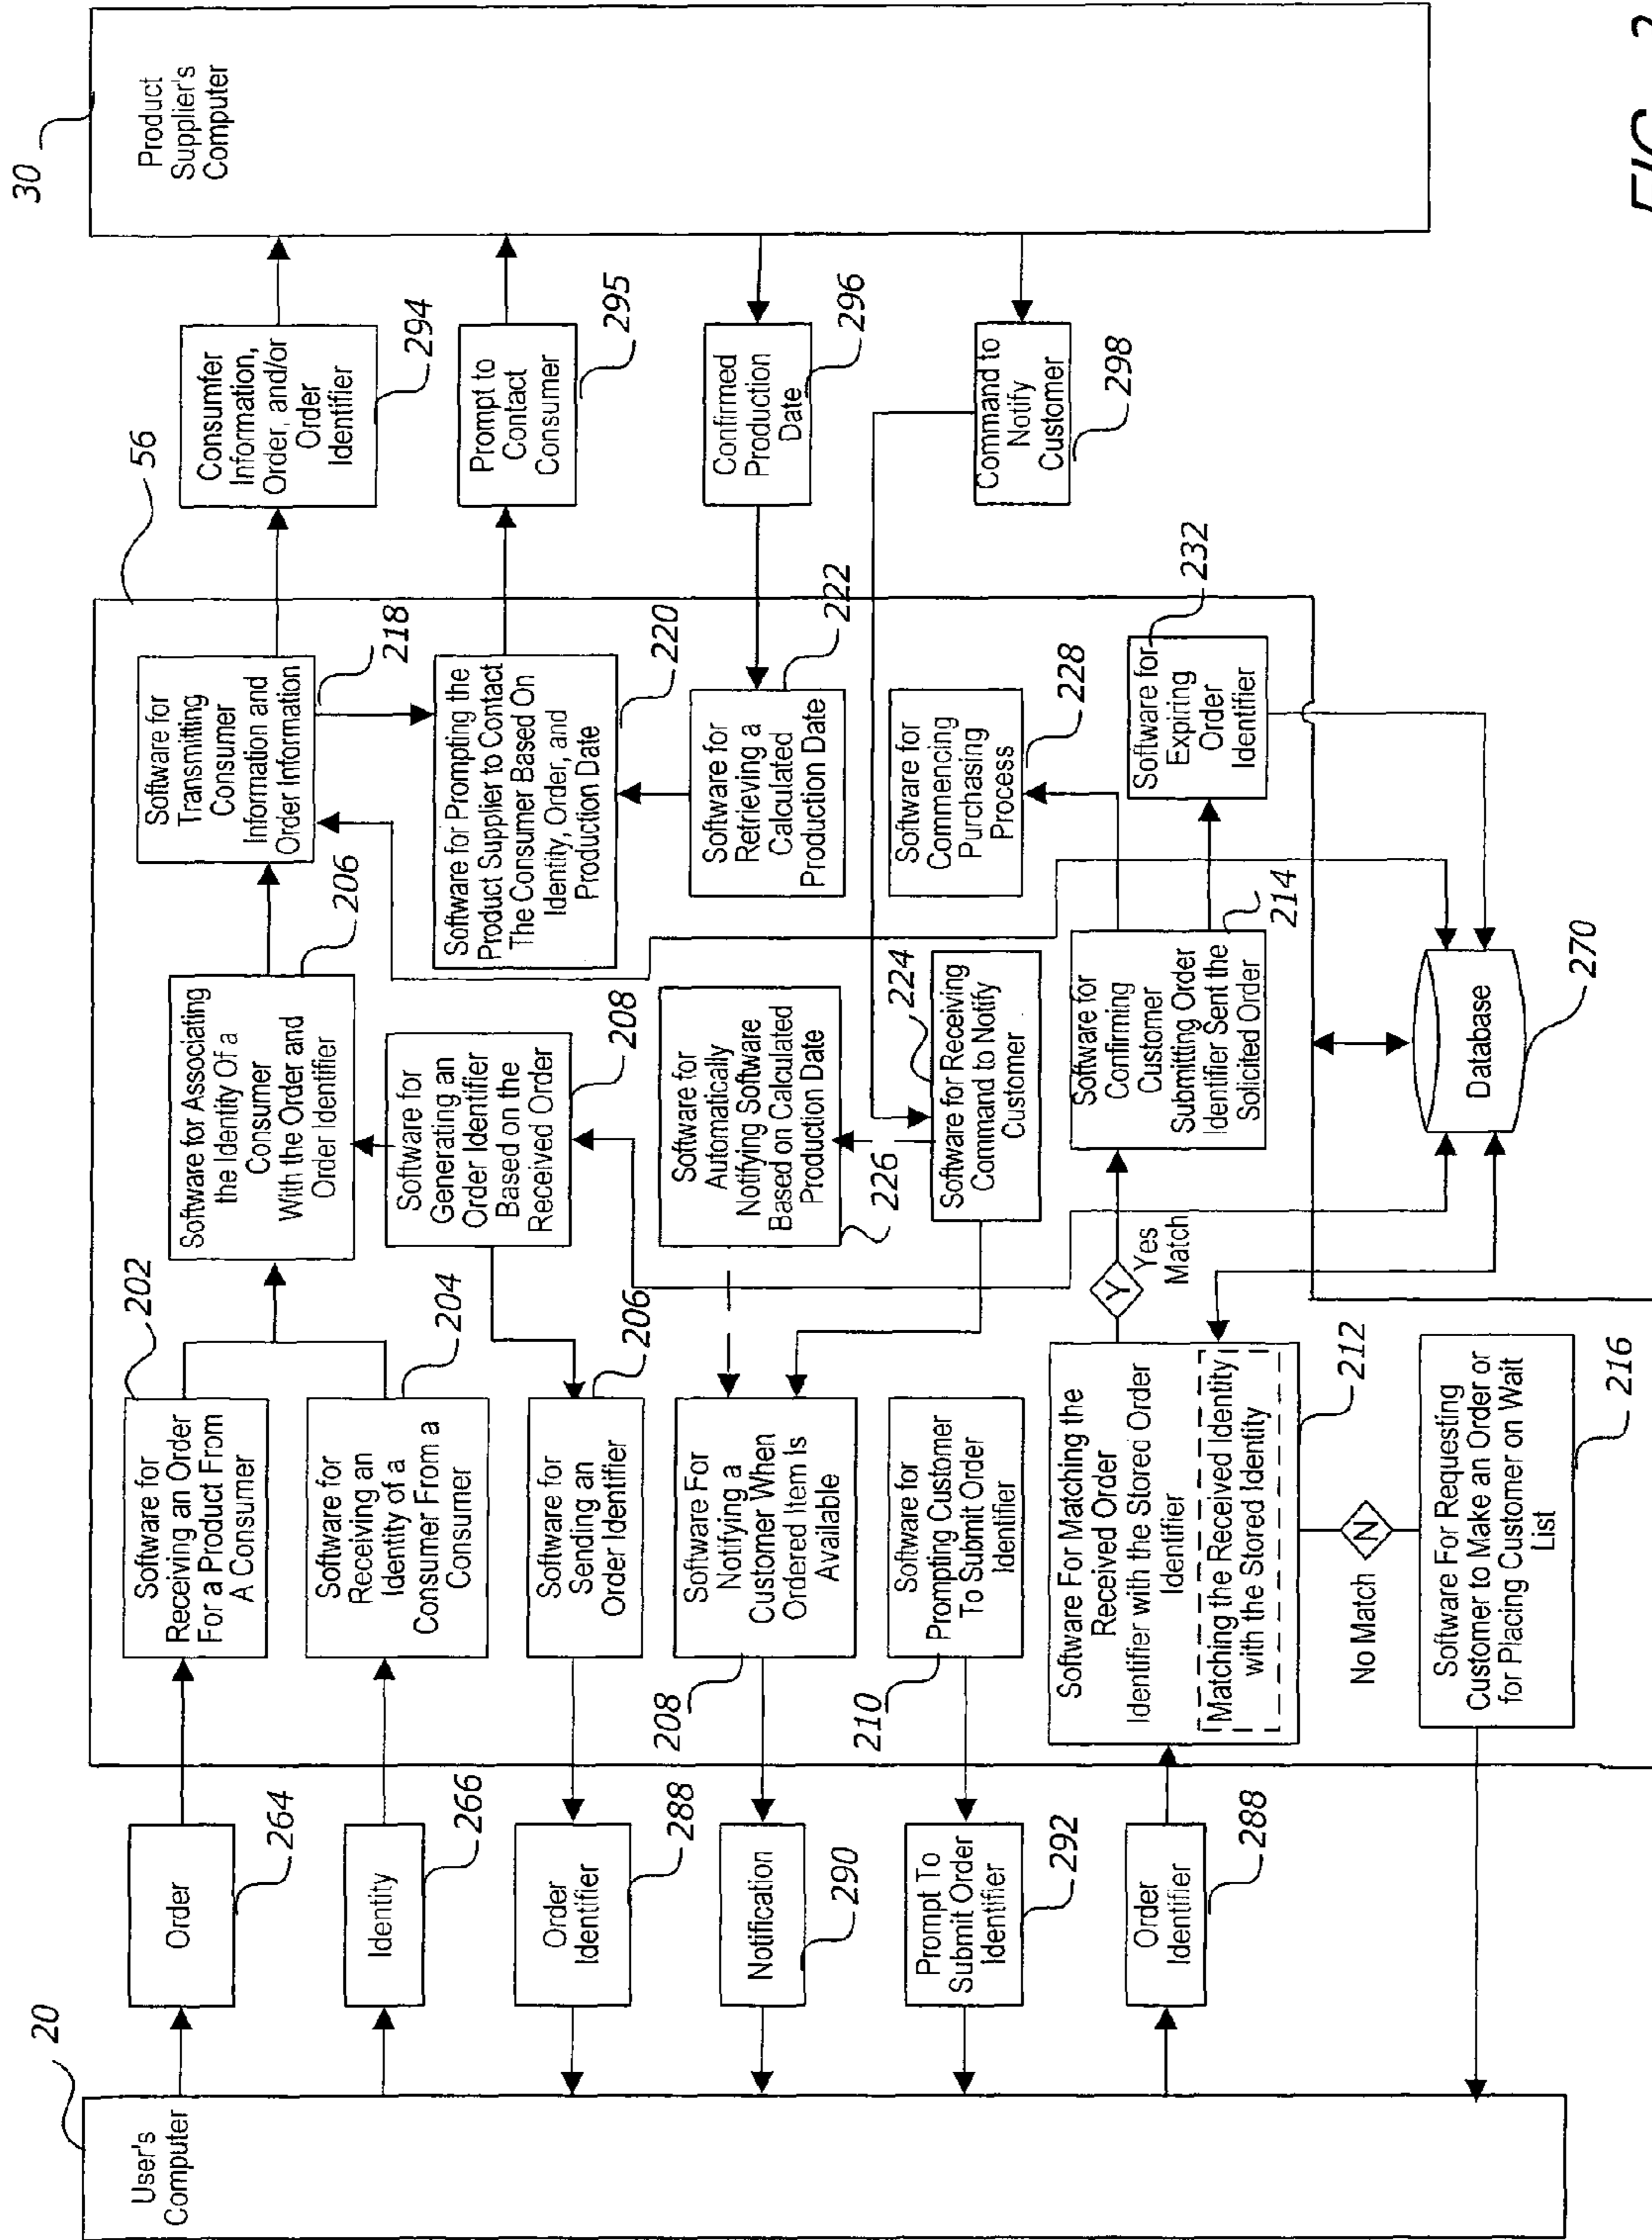 20
User's
Computer
Order
264
Identity
266
Order
Identifier
288
Notification
290
Prompt To
Submit Order
Identifier
292
Order
Identifier
288
56
Software for
Receiving an Order
For a Product From
A Consumer
202
Software for
Receiving an
Identity of a
Consumer From a
Consumer
204
Software for
Sending an
Order Identifier
206
Software For
Notifying a
Customer When
Ordered Item Is
Available
208
Software for
Prompting Customer
To Submit Order
Identifier
210
Software For Matching the
Received Order
Identifier with the Stored Order
Identifier
Matching the Received Identity
with the Stored Identity
212
No Match
N
Y
Yes
Match
Software For Requesting
Customer to Make an Order or
for Placing Customer on Wait
List
216
Software for Associating
the Identity Of a
Consumer
With the Order and
Order Identifier
206
Software for
Generating an
Order Identifier
Based on the
Received Order
208
Software for
Automatically
Notifying Software
Based on Calculated
Production Date
226
Software for Receiving
Command to Notify
Customer
224
Software for
Confirming
Customer
Submitting Order
Identifier Sent the
Solicited Order
214
Software for
Transmitting
Consumer
Information and
Order Information
218
Software for Prompting the
Product Supplier to Contact
The Consumer Based On
Identity, Order, and
Production Date
220
Software for
Retrieving a
Calculated
Production Date
222
Software for
Commencing
Purchasing
Process
228
Software for
Expiring
Order
Identifier
232
Database
270
Consumfer
Information,
Order, and/or
Order
Identifier
294
Prompt to
Contact
Consumer
295
Confirmed
Production
Date
296
Command to
Notify
Customer
298
30
Product
Supplier's
Computer